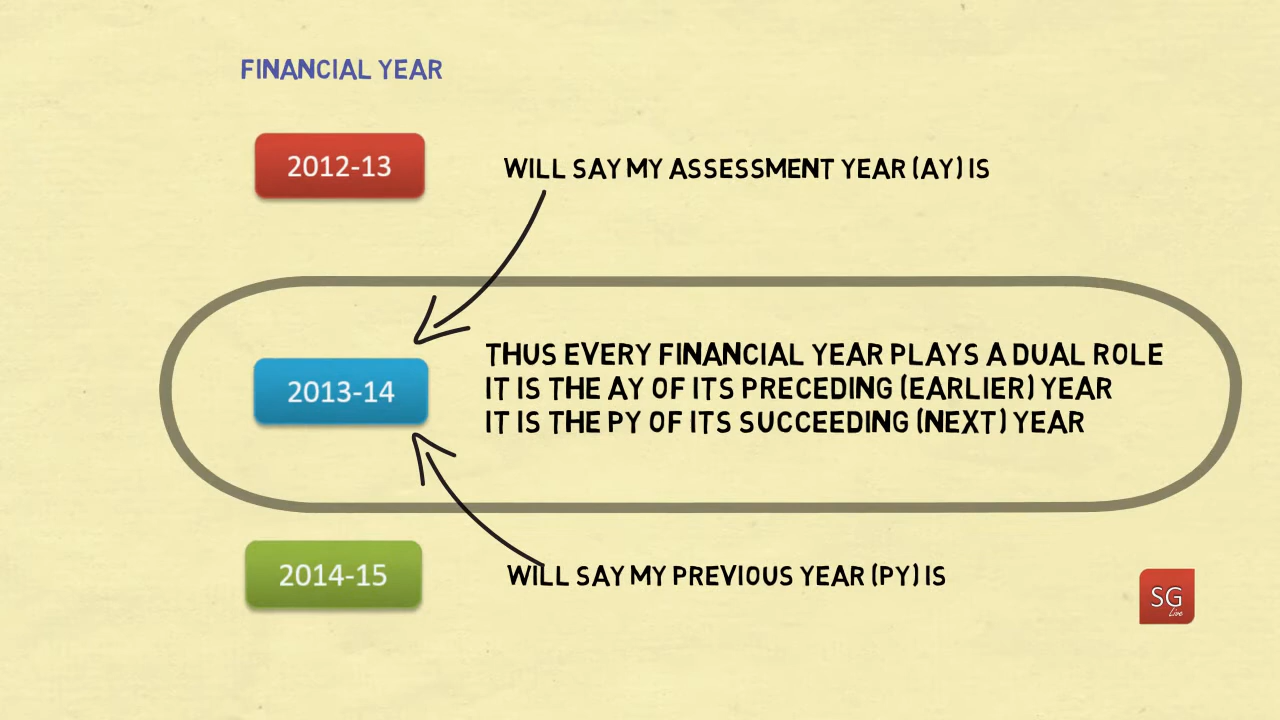 FINANCIAL YEAR
2012-13
WILL SAY MY ASSESSMENT YEAR (AY) IS
2013-14
THUS EVERY FINANCIAL YEAR PLAYS A DUAL ROLE
IT IS THE AY OF ITS PRECEDING (EARLIER) YEAR
IT IS THE PY OF ITS SUCCEEDING (NEXT) YEAR
2014-15
WILL SAY MY PREVIOUS YEAR (PY) IS
SG
Live